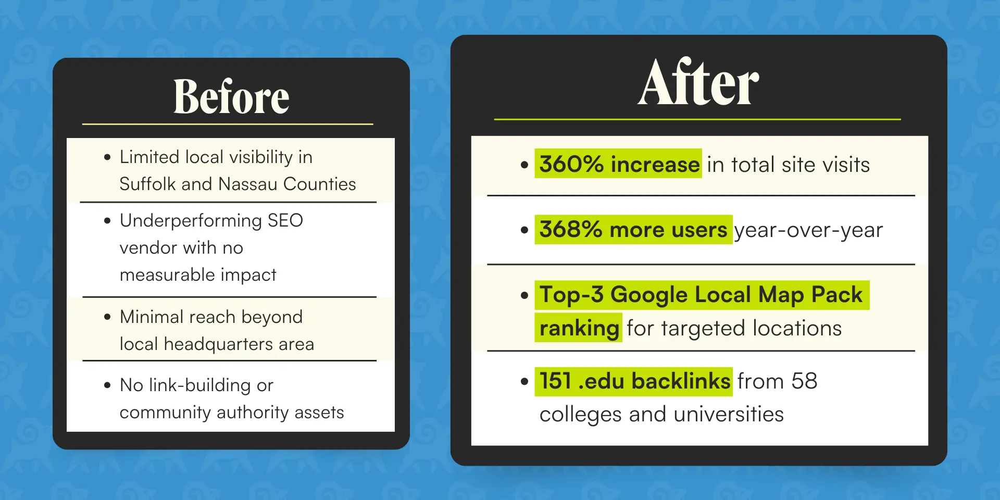 Before
• Limited local visibility in
Suffolk and Nassau Counties
• Underperforming SEO
vendor with no
measurable impact
• Minimal reach beyond
local headquarters area
• No link-building or
community authority assets
After
• 360% increase in total site visits
• 368% more users year-over-year
• Top-3 Google Local Map Pack
ranking for targeted locations
• 151 .edu backlinks from 58
colleges and universities